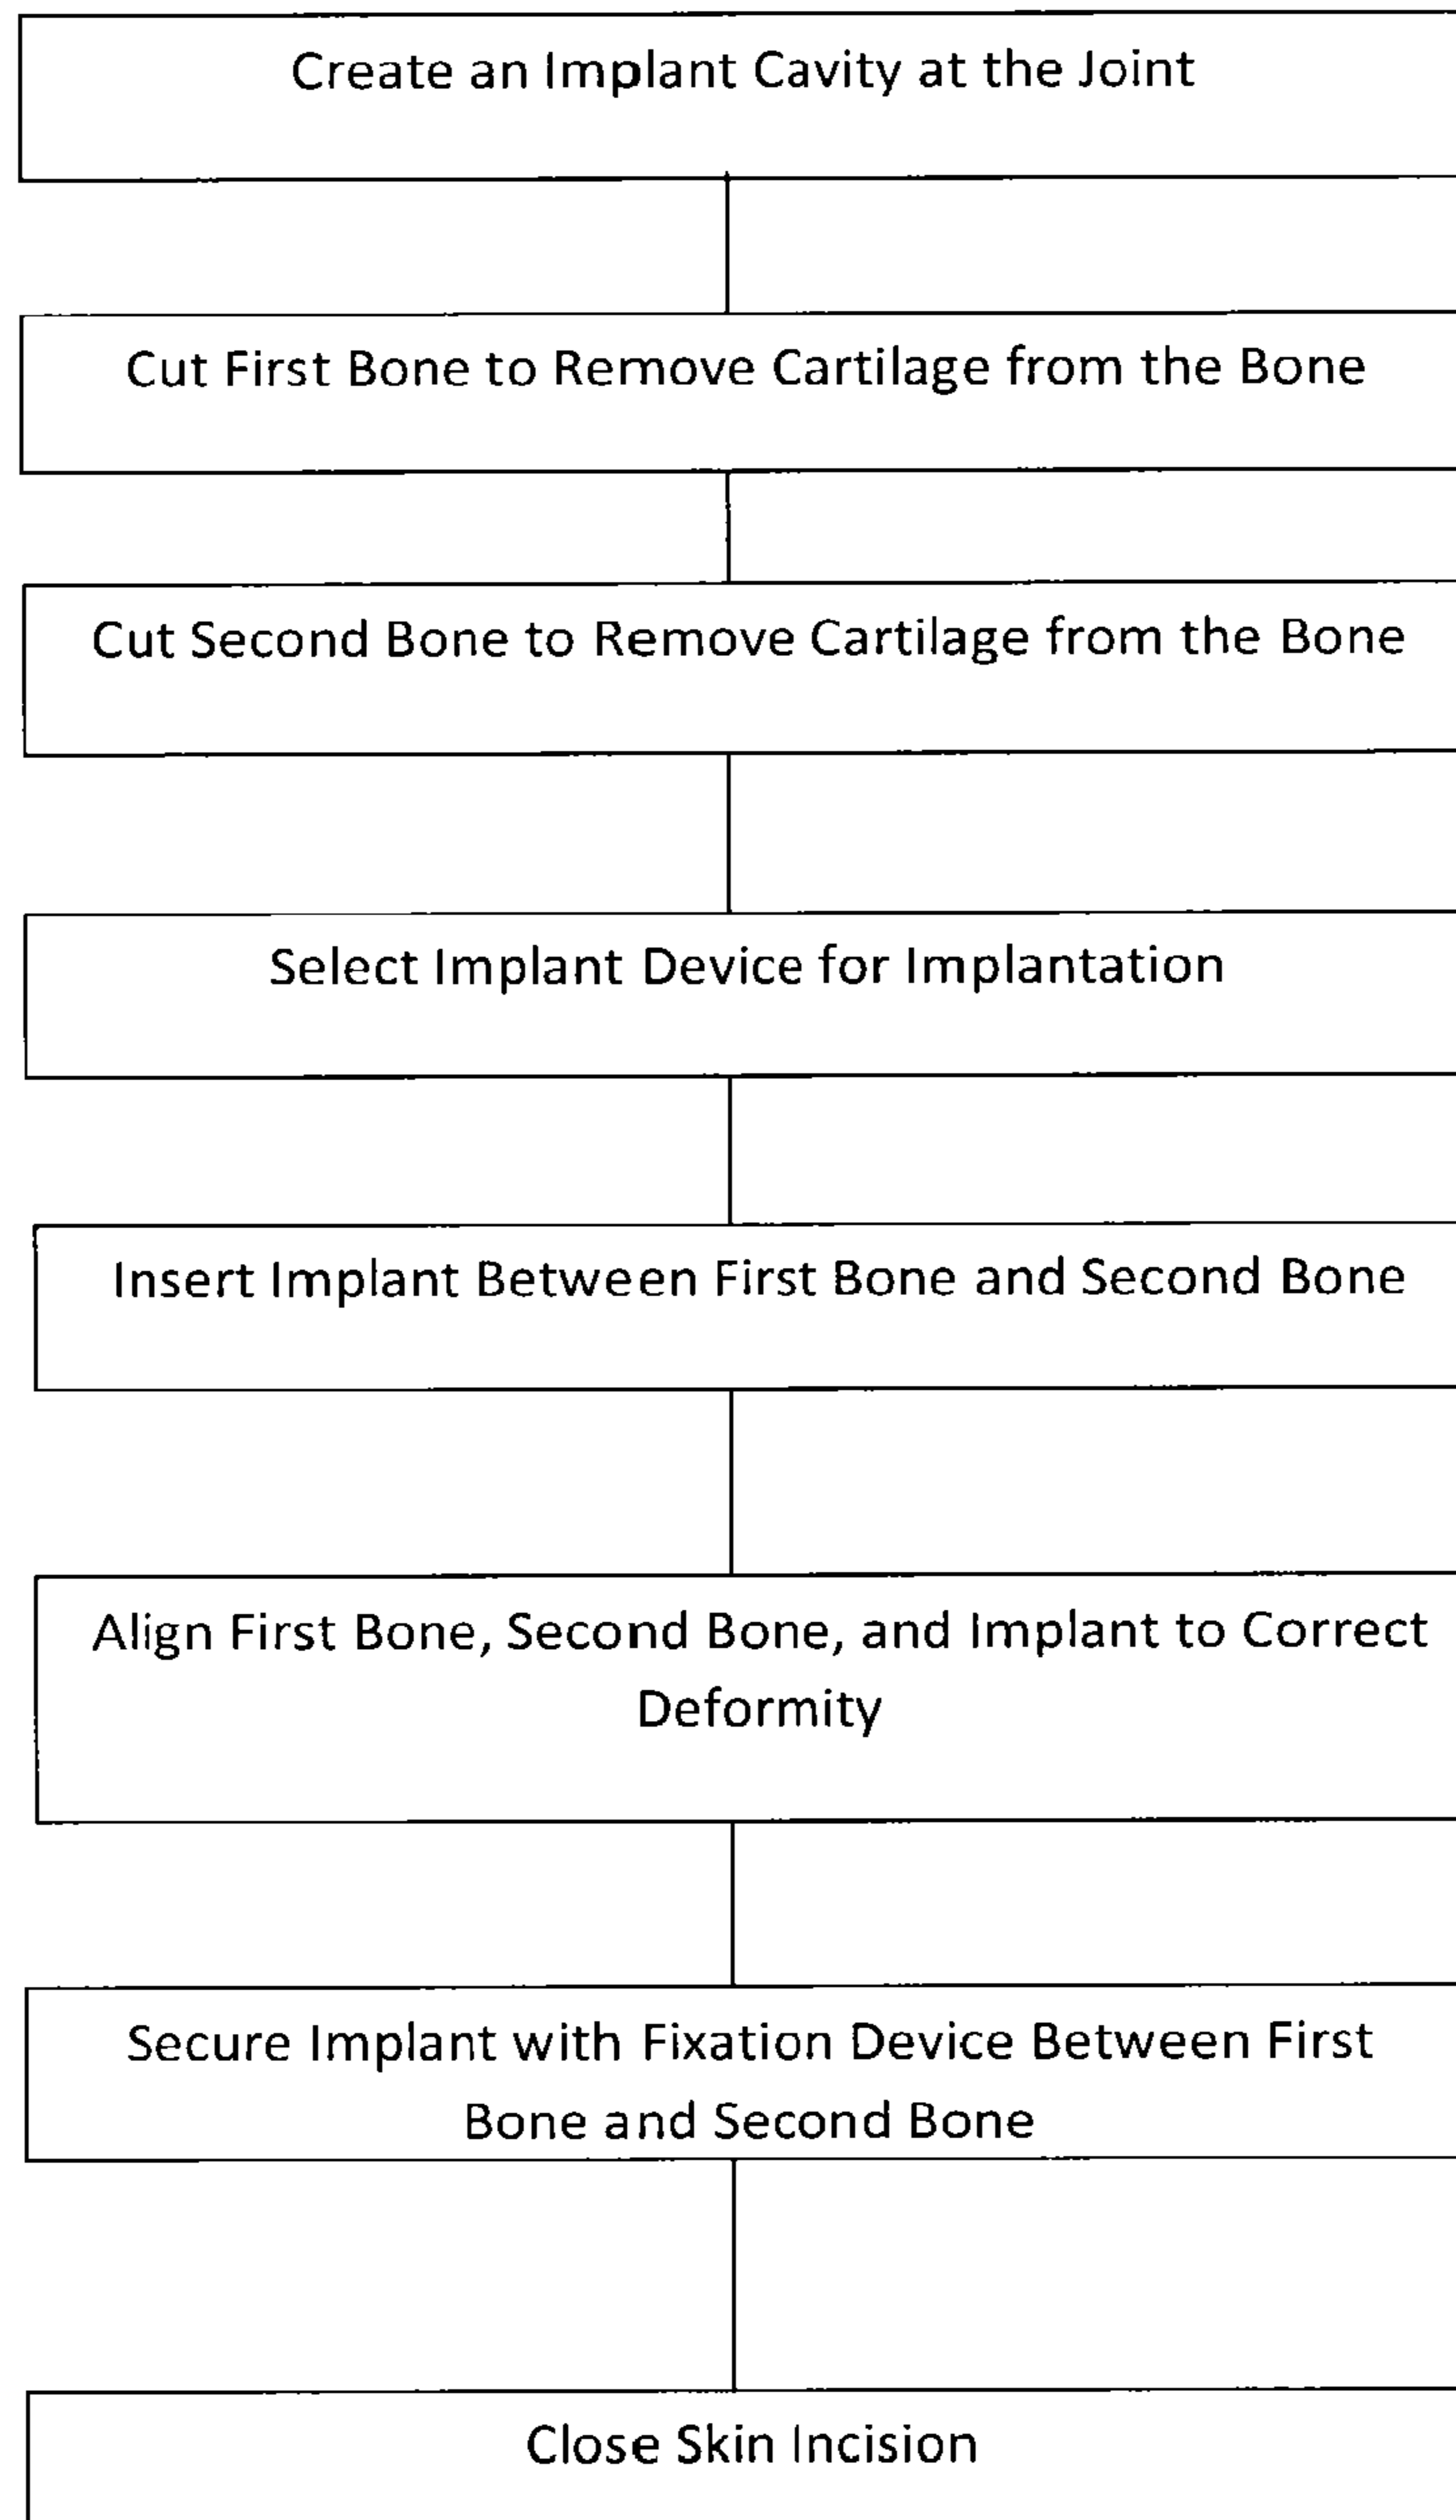 Create an Implant Cavity at the Joint
Cut First Bone to Remove Cartilage from the Bone
Cut Second Bone to Remove Cartilage from the Bone
Select Implant Device for Implantation
Insert Implant Between First Bone and Second Bone
Align First Bone, Second Bone, and Implant to Correct
Deformity
Secure Implant with Fixation Device Between First
Bone and Second Bone
Close Skin Incision